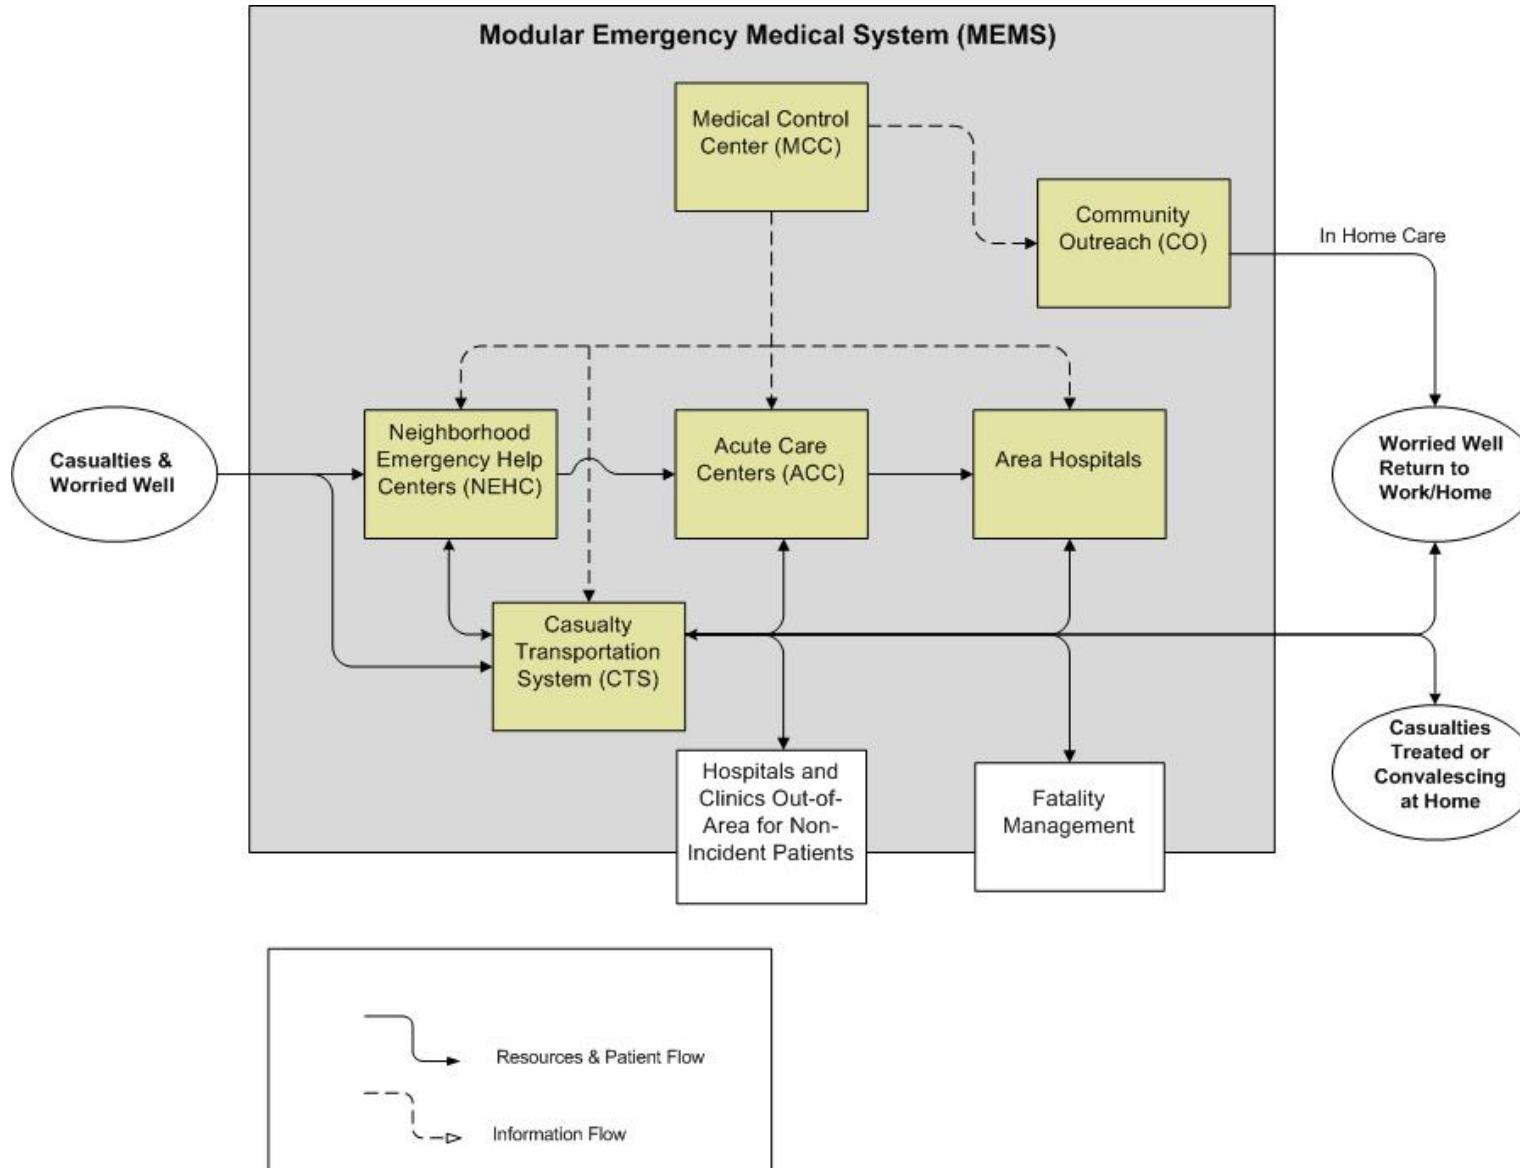 Modular Emergency Medical System (MEMS)
Medical Control
Center (MCC)
Community
Outreach (CO)
In Home Care
Casualties &
Worried Well
Neighborhood
Emergency Help
Centers (NEHC)
Acute Care
Centers (ACC)
Area Hospitals
Worried Well
Return to
Work/Home
Casualty
Transportation
System (CTS)
Hospitals and
Clinics Out-of-
Area for Non-
Incident Patients
Fatality
Management
Casualties
Treated or
Convalescing
at Home
Resources & Patient Flow
Information Flow